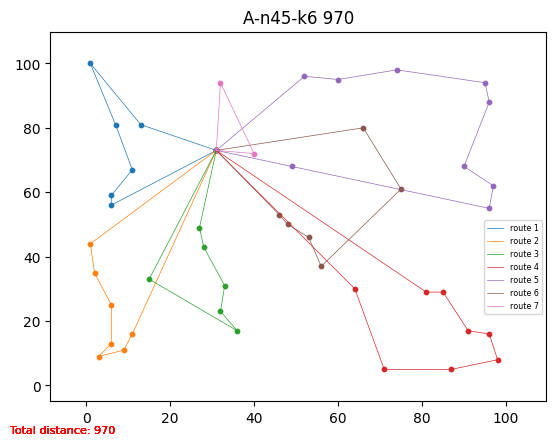 A-n45-k6 970
100
80
60
40
20
0
0 20 40 60 80 100
route 1
route 2
route 3
route 4
route 5
route 6
route 7
Total distance: 970